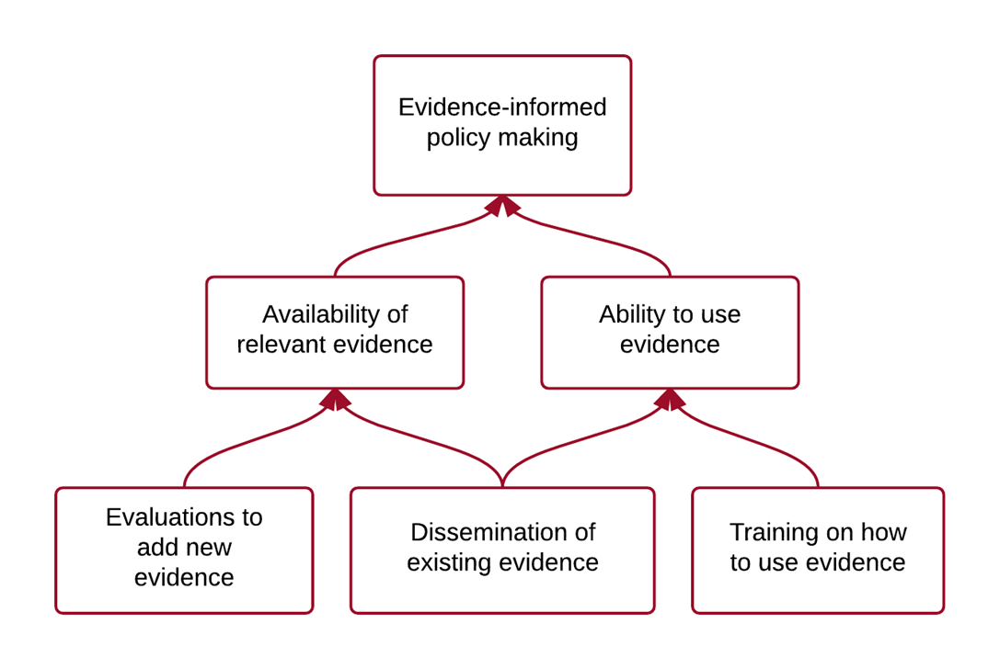 Evidence-informed
policy making
Availability of
relevant evidence
Ability to use
evidence
Evaluations to
add new
evidence
Dissemination of
existing evidence
Training on how
to use evidence